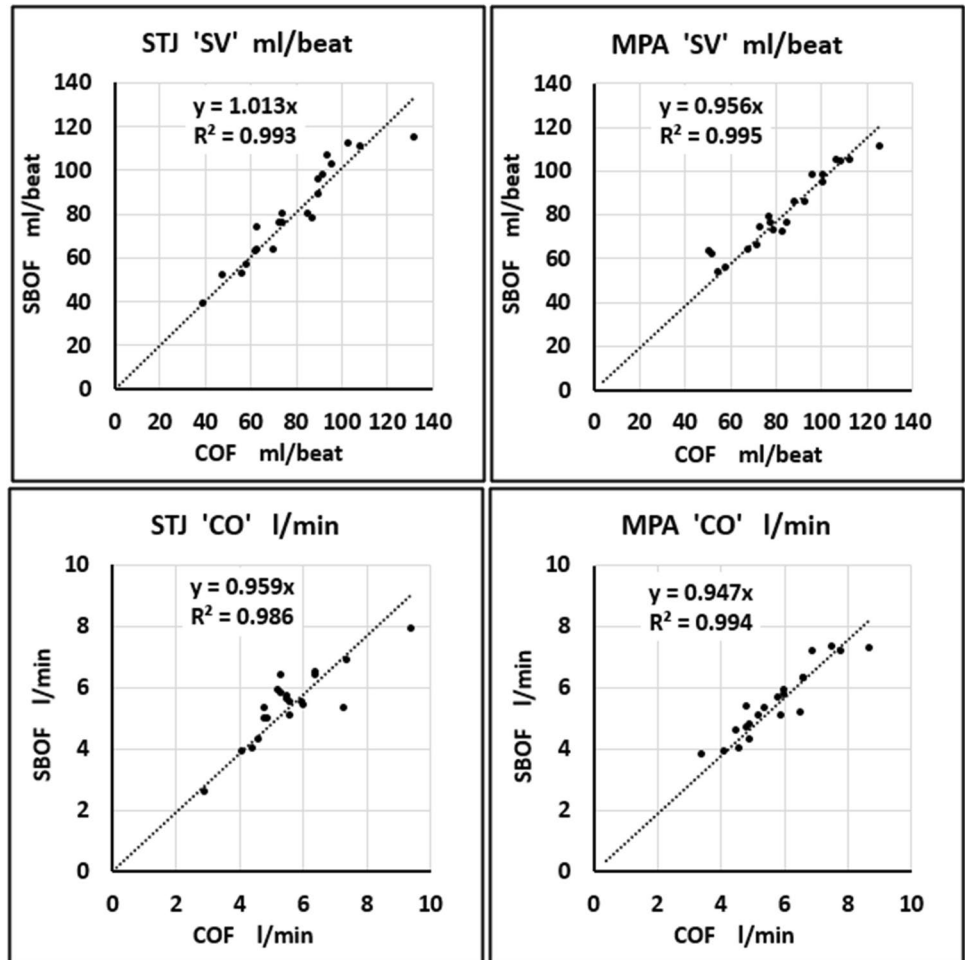 STJ 'SV' ml/beat
y = 1.013x
R² = 0.993
SBOF ml/beat
140
120
100
80
60
40
20
0
0 20 40 60 80 100 120 140
COF ml/beat
MPA 'SV' ml/beat
y = 0.956x
R² = 0.995
SBOF ml/beat
140
120
100
80
60
40
20
0
0 20 40 60 80 100 120 140
COF ml/beat
STJ 'CO' l/min
y = 0.959x
R² = 0.986
SBOF l/min
10
8
6
4
2
0
0 2 4 6 8 10
COF l/min
MPA 'CO' l/min
y = 0.947x
R² = 0.994
SBOF l/min
10
8
6
4
2
0
0 2 4 6 8 10
COF l/min